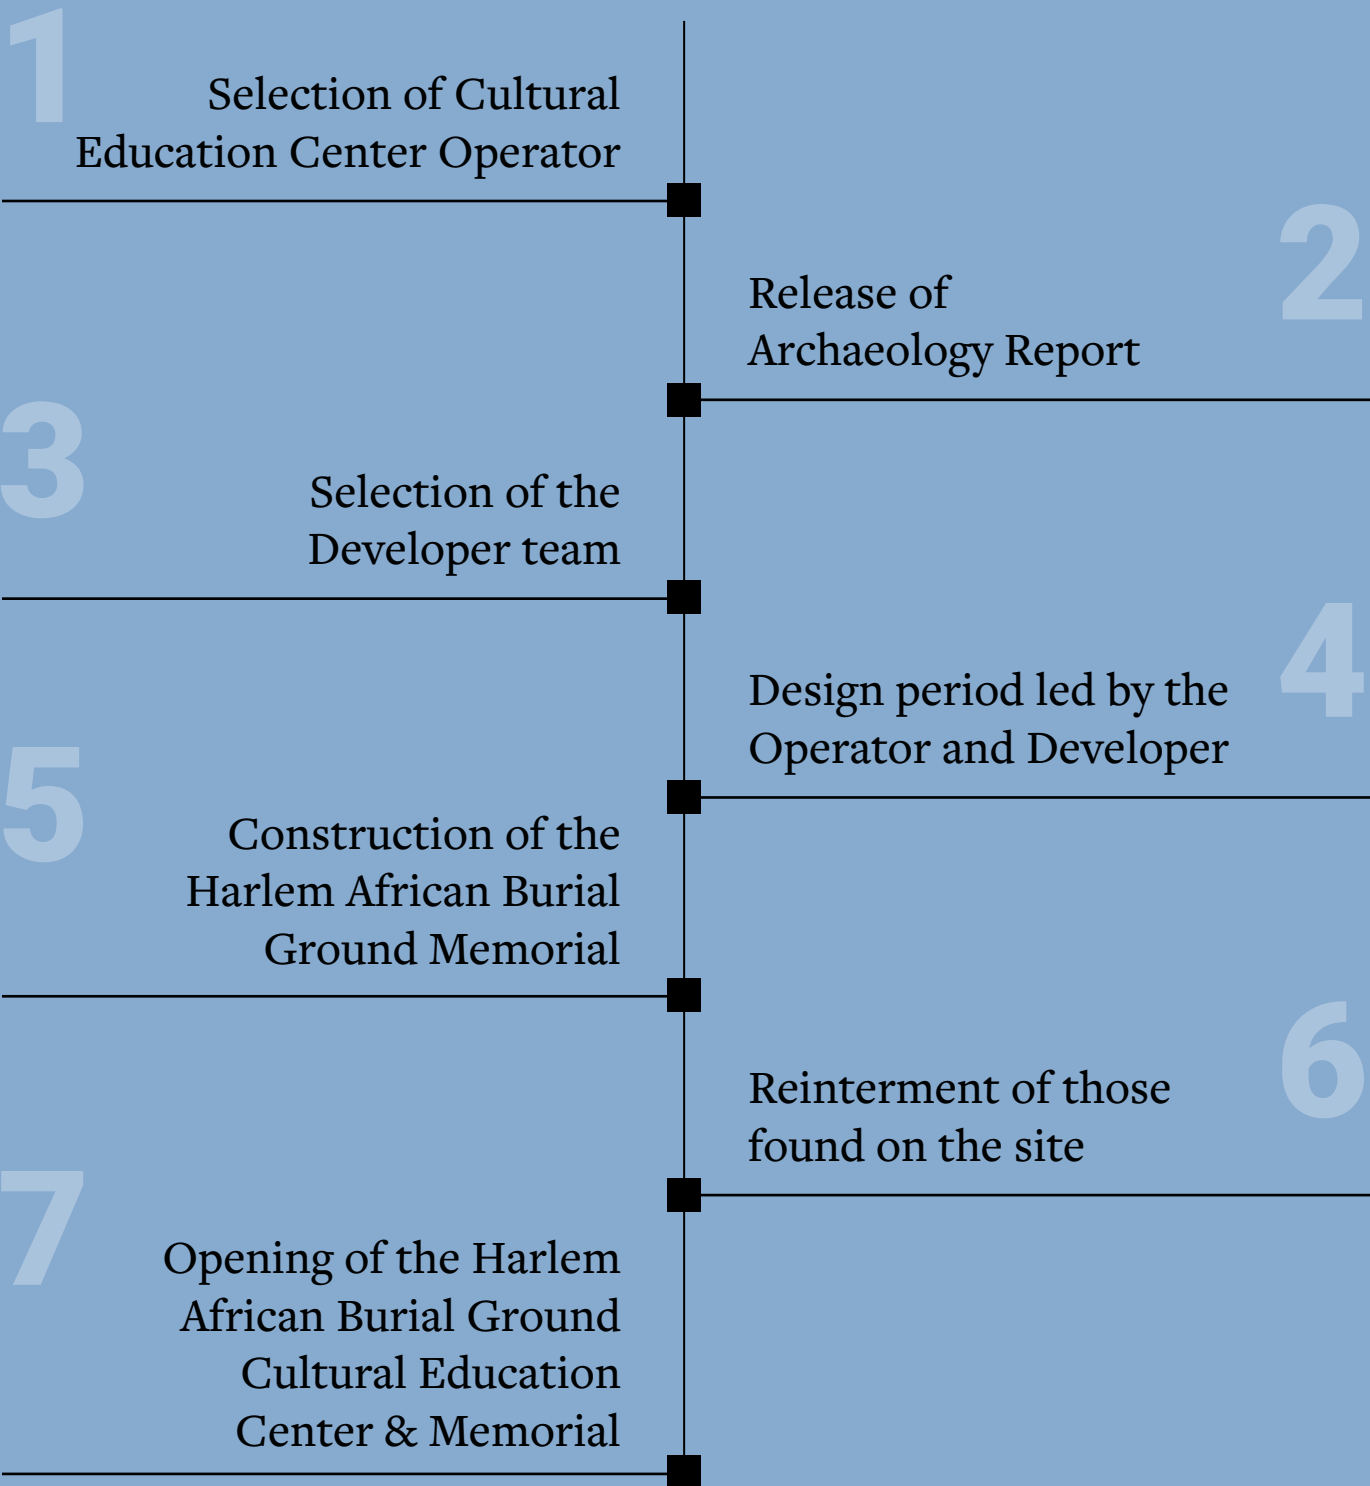 1
Selection of Cultural
Education Center Operator
2
Release of
Archaeology Report
3
Selection of the
Developer team
4
Design period led by the
Operator and Developer
5
Construction of the
Harlem African Burial
Ground Memorial
6
Reinterment of those
found on the site
7
Opening of the Harlem
African Burial Ground
Cultural Education
Center & Memorial